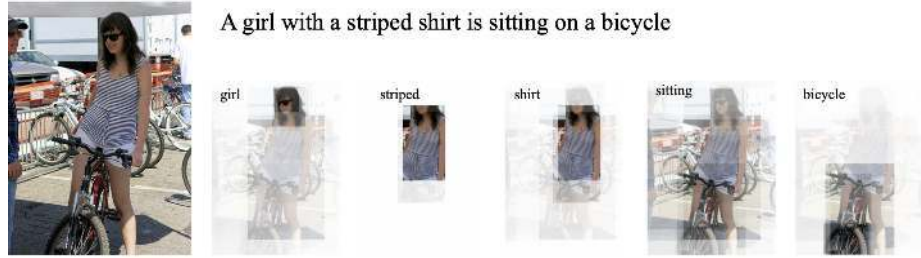 A girl with a striped shirt is sitting on a bicycle
girl
striped
shirt
sitting
bicycle